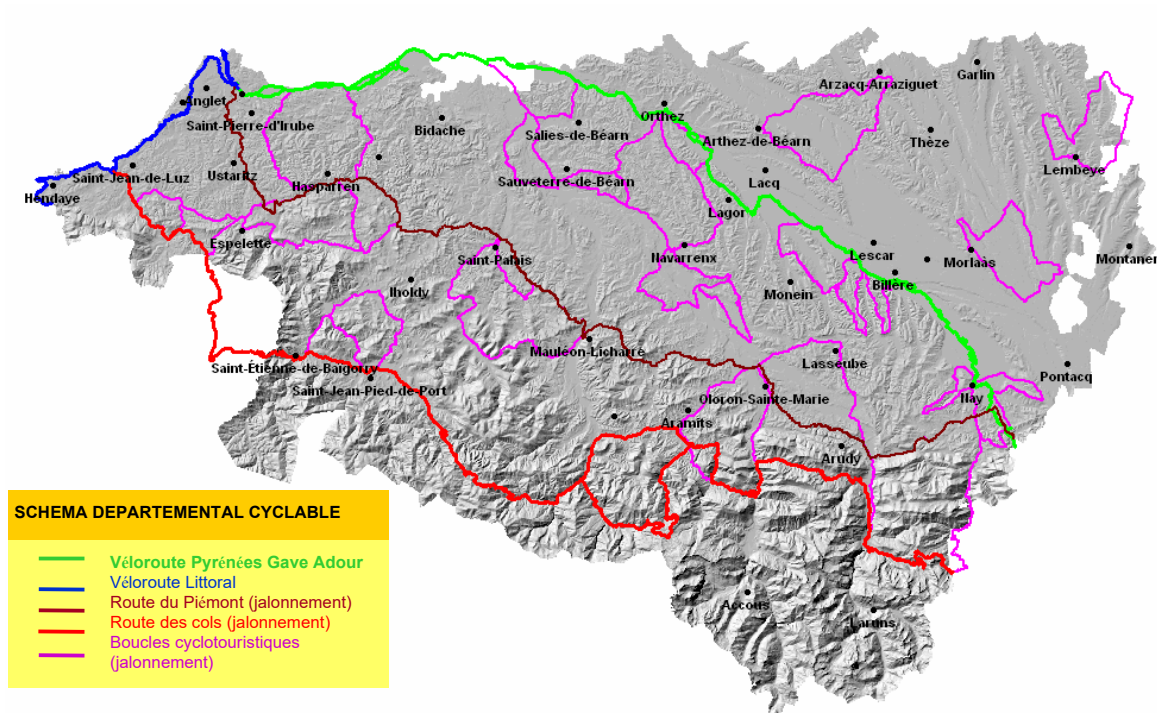 Garlin
Arzacq-Arraziguet
Anglet
Orthez
Saint-Pierre-d'Irube
Bidache
Salies-de-Béarn
Arthez-de-Béarn
Thèze
Lembeye
Saint-Jean-de-Luz
Ustaritz
Hasparren
Sauveterre-de-Béarn
Lacq
Hendaye
Lagor
Espelette
Saint-Palais
Navarrenx
Lescar
Morlaàs
Montaner
Billère
Iholdy
Monein
Mauléon-Licharre
Lasseube
Saint-Étienne-de-Baïgorry
Pontacq
Saint-Jean-Pied-de-Port
Oloron-Sainte-Marie
Nay
Aramits
Arudy
Accous
Laruns
SCHEMA DEPARTEMENTAL CYCLABLE
Véloroute Pyrénées Gave Adour
Véloroute Littoral
Route du Piémont (jalonnement)
Route des cols (jalonnement)
Boucles cyclotouristiques
(jalonnement)